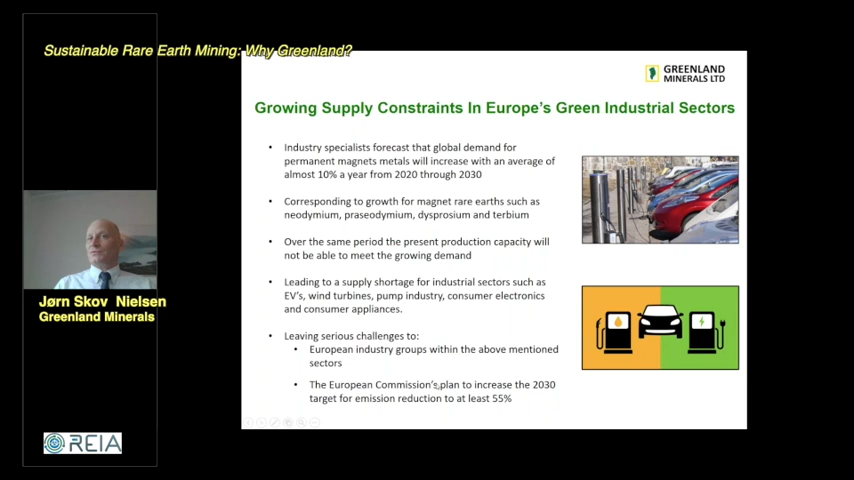 Sustainable Rare Earth Mining: Why Greenland?
GREENLAND
MINERALS LTD
Growing Supply Constraints In Europe's Green Industrial Sectors
• Industry specialists forecast that global demand for
permanent magnets metals will increase with an average of
almost 10% a year from 2020 through 2030
• Corresponding to growth for magnet rare earths such as
neodymium, praseodymium, dysprosium and terbium
• Over the same period the present production capacity will
not be able to meet the growing demand
• Leading to a supply shortage for industrial sectors such as
EV's, wind turbines, pump industry, consumer electronics
and consumer appliances.
• Leaving serious challenges to:
• European industry groups within the above mentioned
sectors
• The European Commission's plan to increase the 2030
target for emission reduction to at least 55%
Jørn Skov Nielsen
Greenland Minerals
REIA